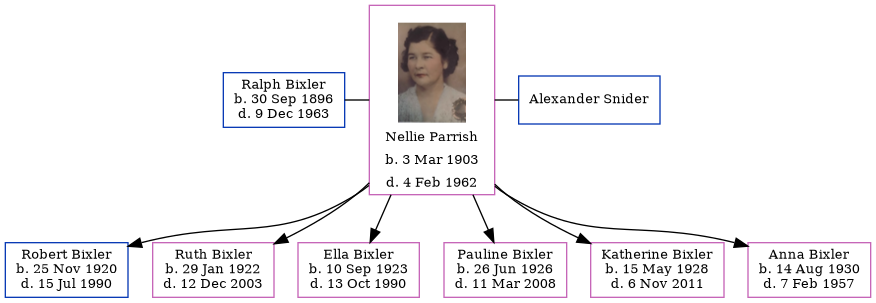 Ralph Bixler
b. 30 Sep 1896
d. 9 Dec 1963
Nellie Parrish
b. 3 Mar 1903
d. 4 Feb 1962
Alexander Snider
Robert Bixler
b. 25 Nov 1920
d. 15 Jul 1990
Ruth Bixler
b. 29 Jan 1922
d. 12 Dec 2003
Ella Bixler
b. 10 Sep 1923
d. 13 Oct 1990
Pauline Bixler
b. 26 Jun 1926
d. 11 Mar 2008
Katherine Bixler
b. 15 May 1928
d. 6 Nov 2011
Anna Bixler
b. 14 Aug 1930
d. 7 Feb 1957